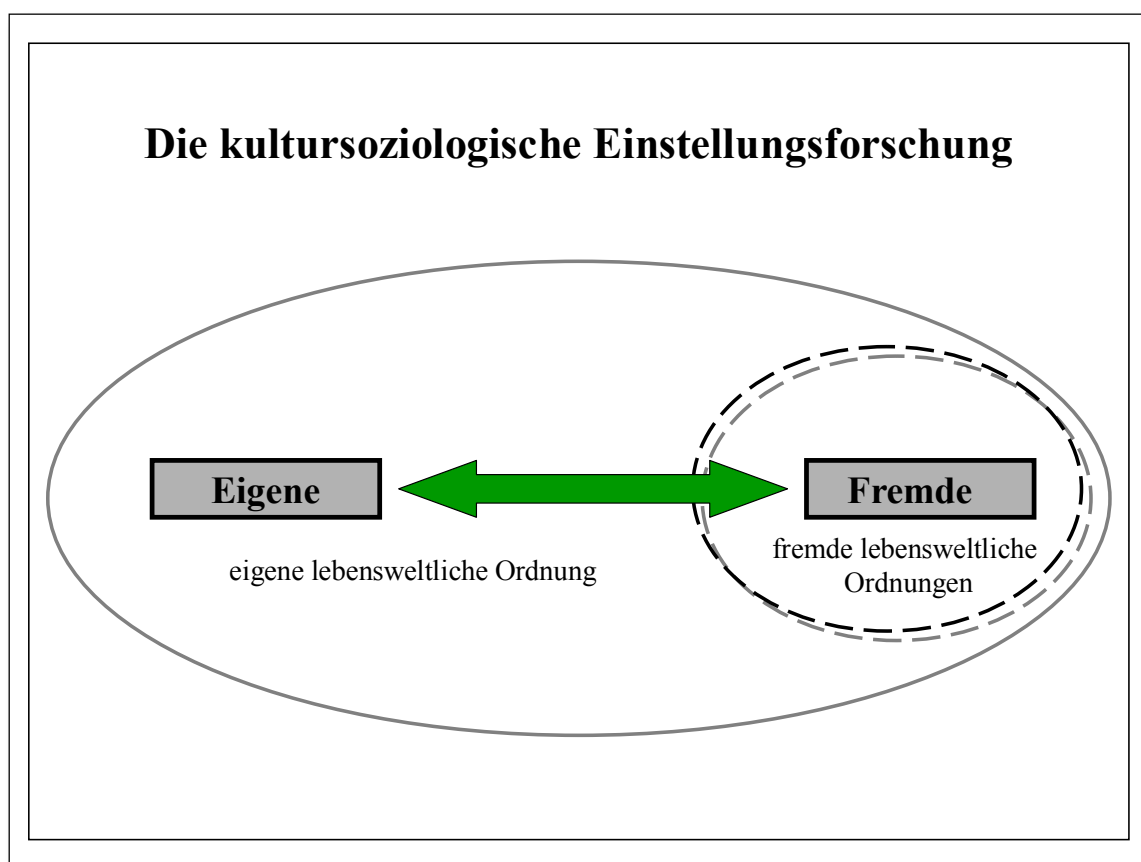 Die kultursoziologische Einstellungsforschung
Eigene
Fremde
eigene lebensweltliche Ordnung
fremde lebensweltliche
Ordnungen